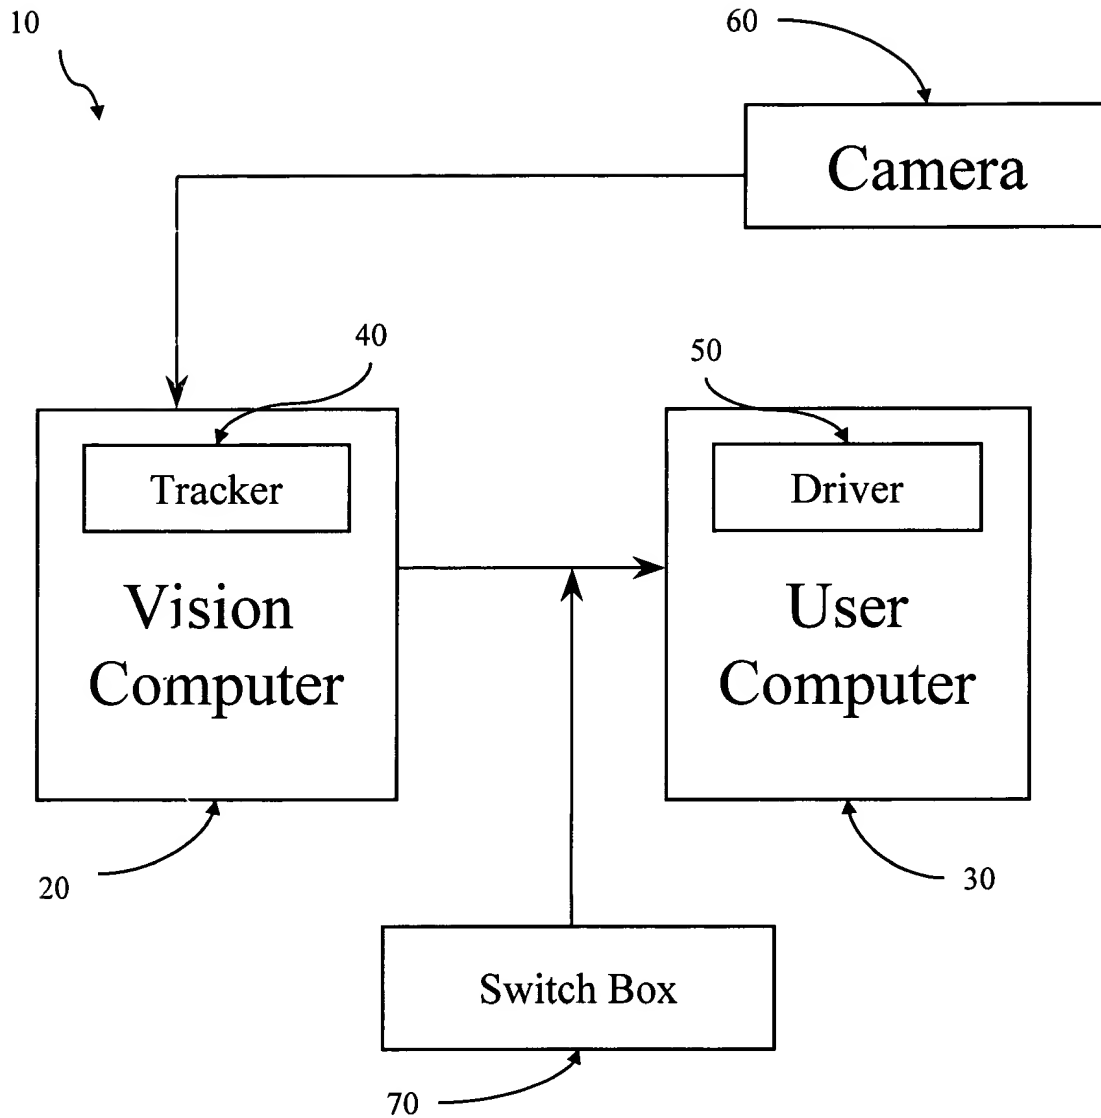 10
60
Camera
40
50
Tracker
Driver
Vision
Computer
User
Computer
20
30
Switch Box
70